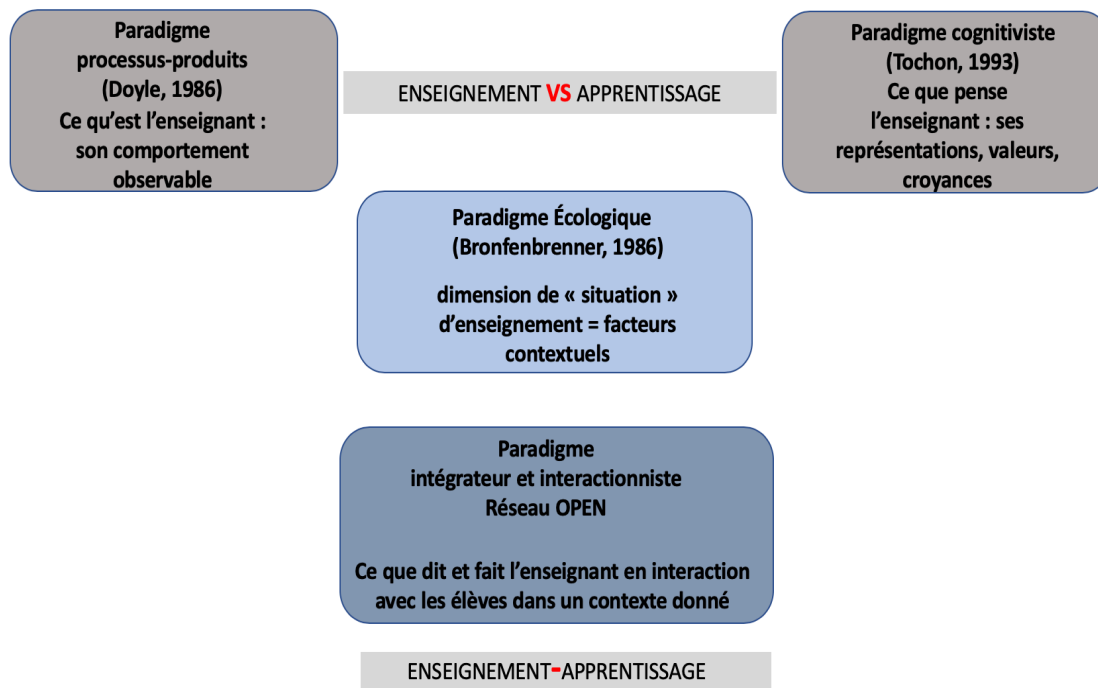 Paradigme
processus-produits
(Doyle, 1986)
Ce qu’est l’enseignant :
son comportement
observable
ENSEIGNEMENT VS APPRENTISSAGE
Paradigme cognitiviste
(Tochon, 1993)
Ce que pense
l’enseignant : ses
représentations, valeurs,
croyances
Paradigme Écologique
(Bronfenbrenner, 1986)
dimension de « situation »
d’enseignement = facteurs
contextuels
Paradigme
intégrateur et interactionniste
Réseau OPEN
Ce que dit et fait l’enseignant en interaction
avec les élèves dans un contexte donné
ENSEIGNEMENT-APPRENTISSAGE